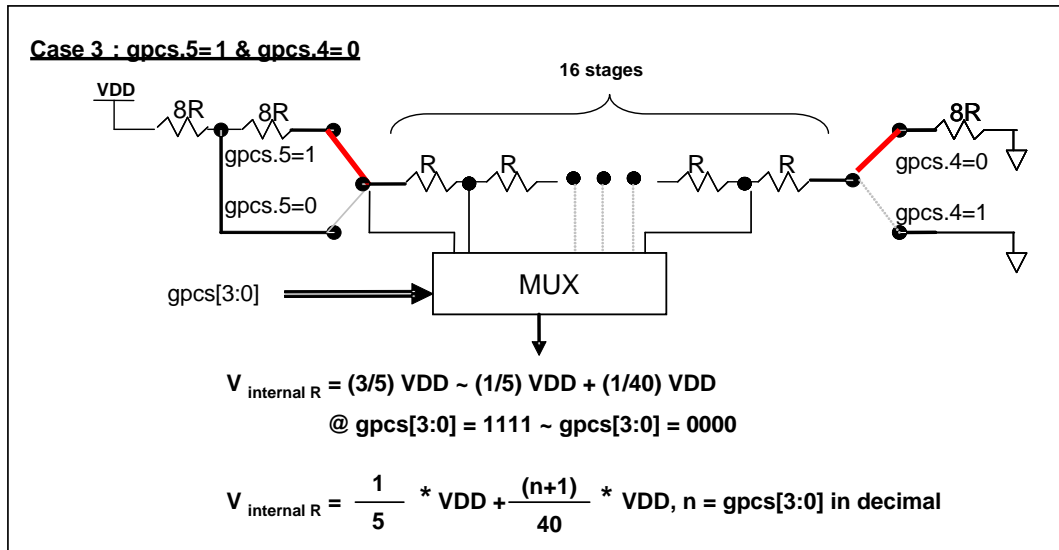 Case 3 : gpcs.5=1 & gpcs.4=0
16 stages
VDD
8R 8R 8R
gpcs.5=1 R R R R gpcs.4=0
gpcs.5=0 gpcs.4=1
MUX
gpcs[3:0]
V internal R = (3/5) VDD ~ (1/5) VDD + (1/40) VDD
@ gpcs[3:0] = 1111 ~ gpcs[3:0] = 0000
V internal R = 1/5 * VDD + (n+1)/40 * VDD, n = gpcs[3:0] in decimal